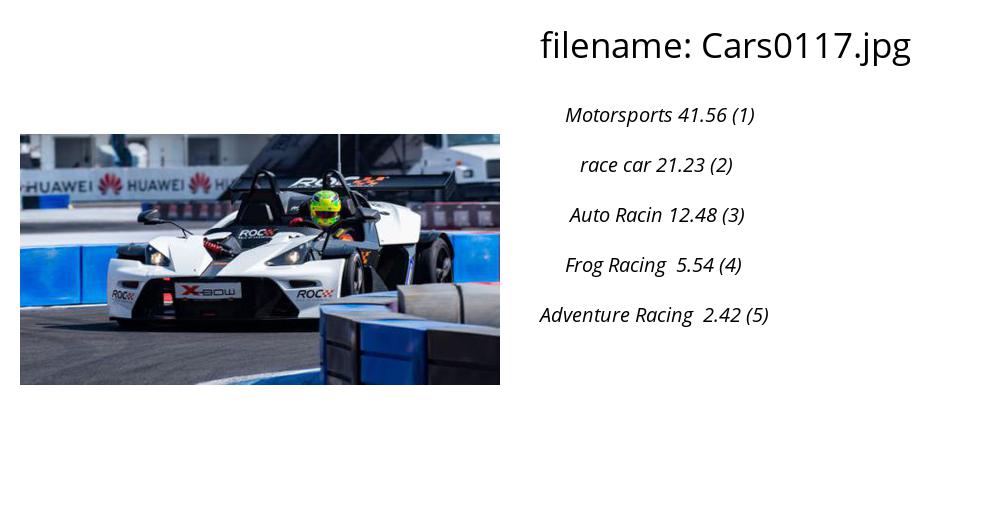 filename: Cars0117.jpg
Motorsports 41.56 (1)
race car 21.23 (2)
Auto Racin 12.48 (3)
Frog Racing 5.54 (4)
Adventure Racing 2.42 (5)
HUAWEI HUAWEI HUAWEI
ROC
ROC
ROC X-BOW ROC